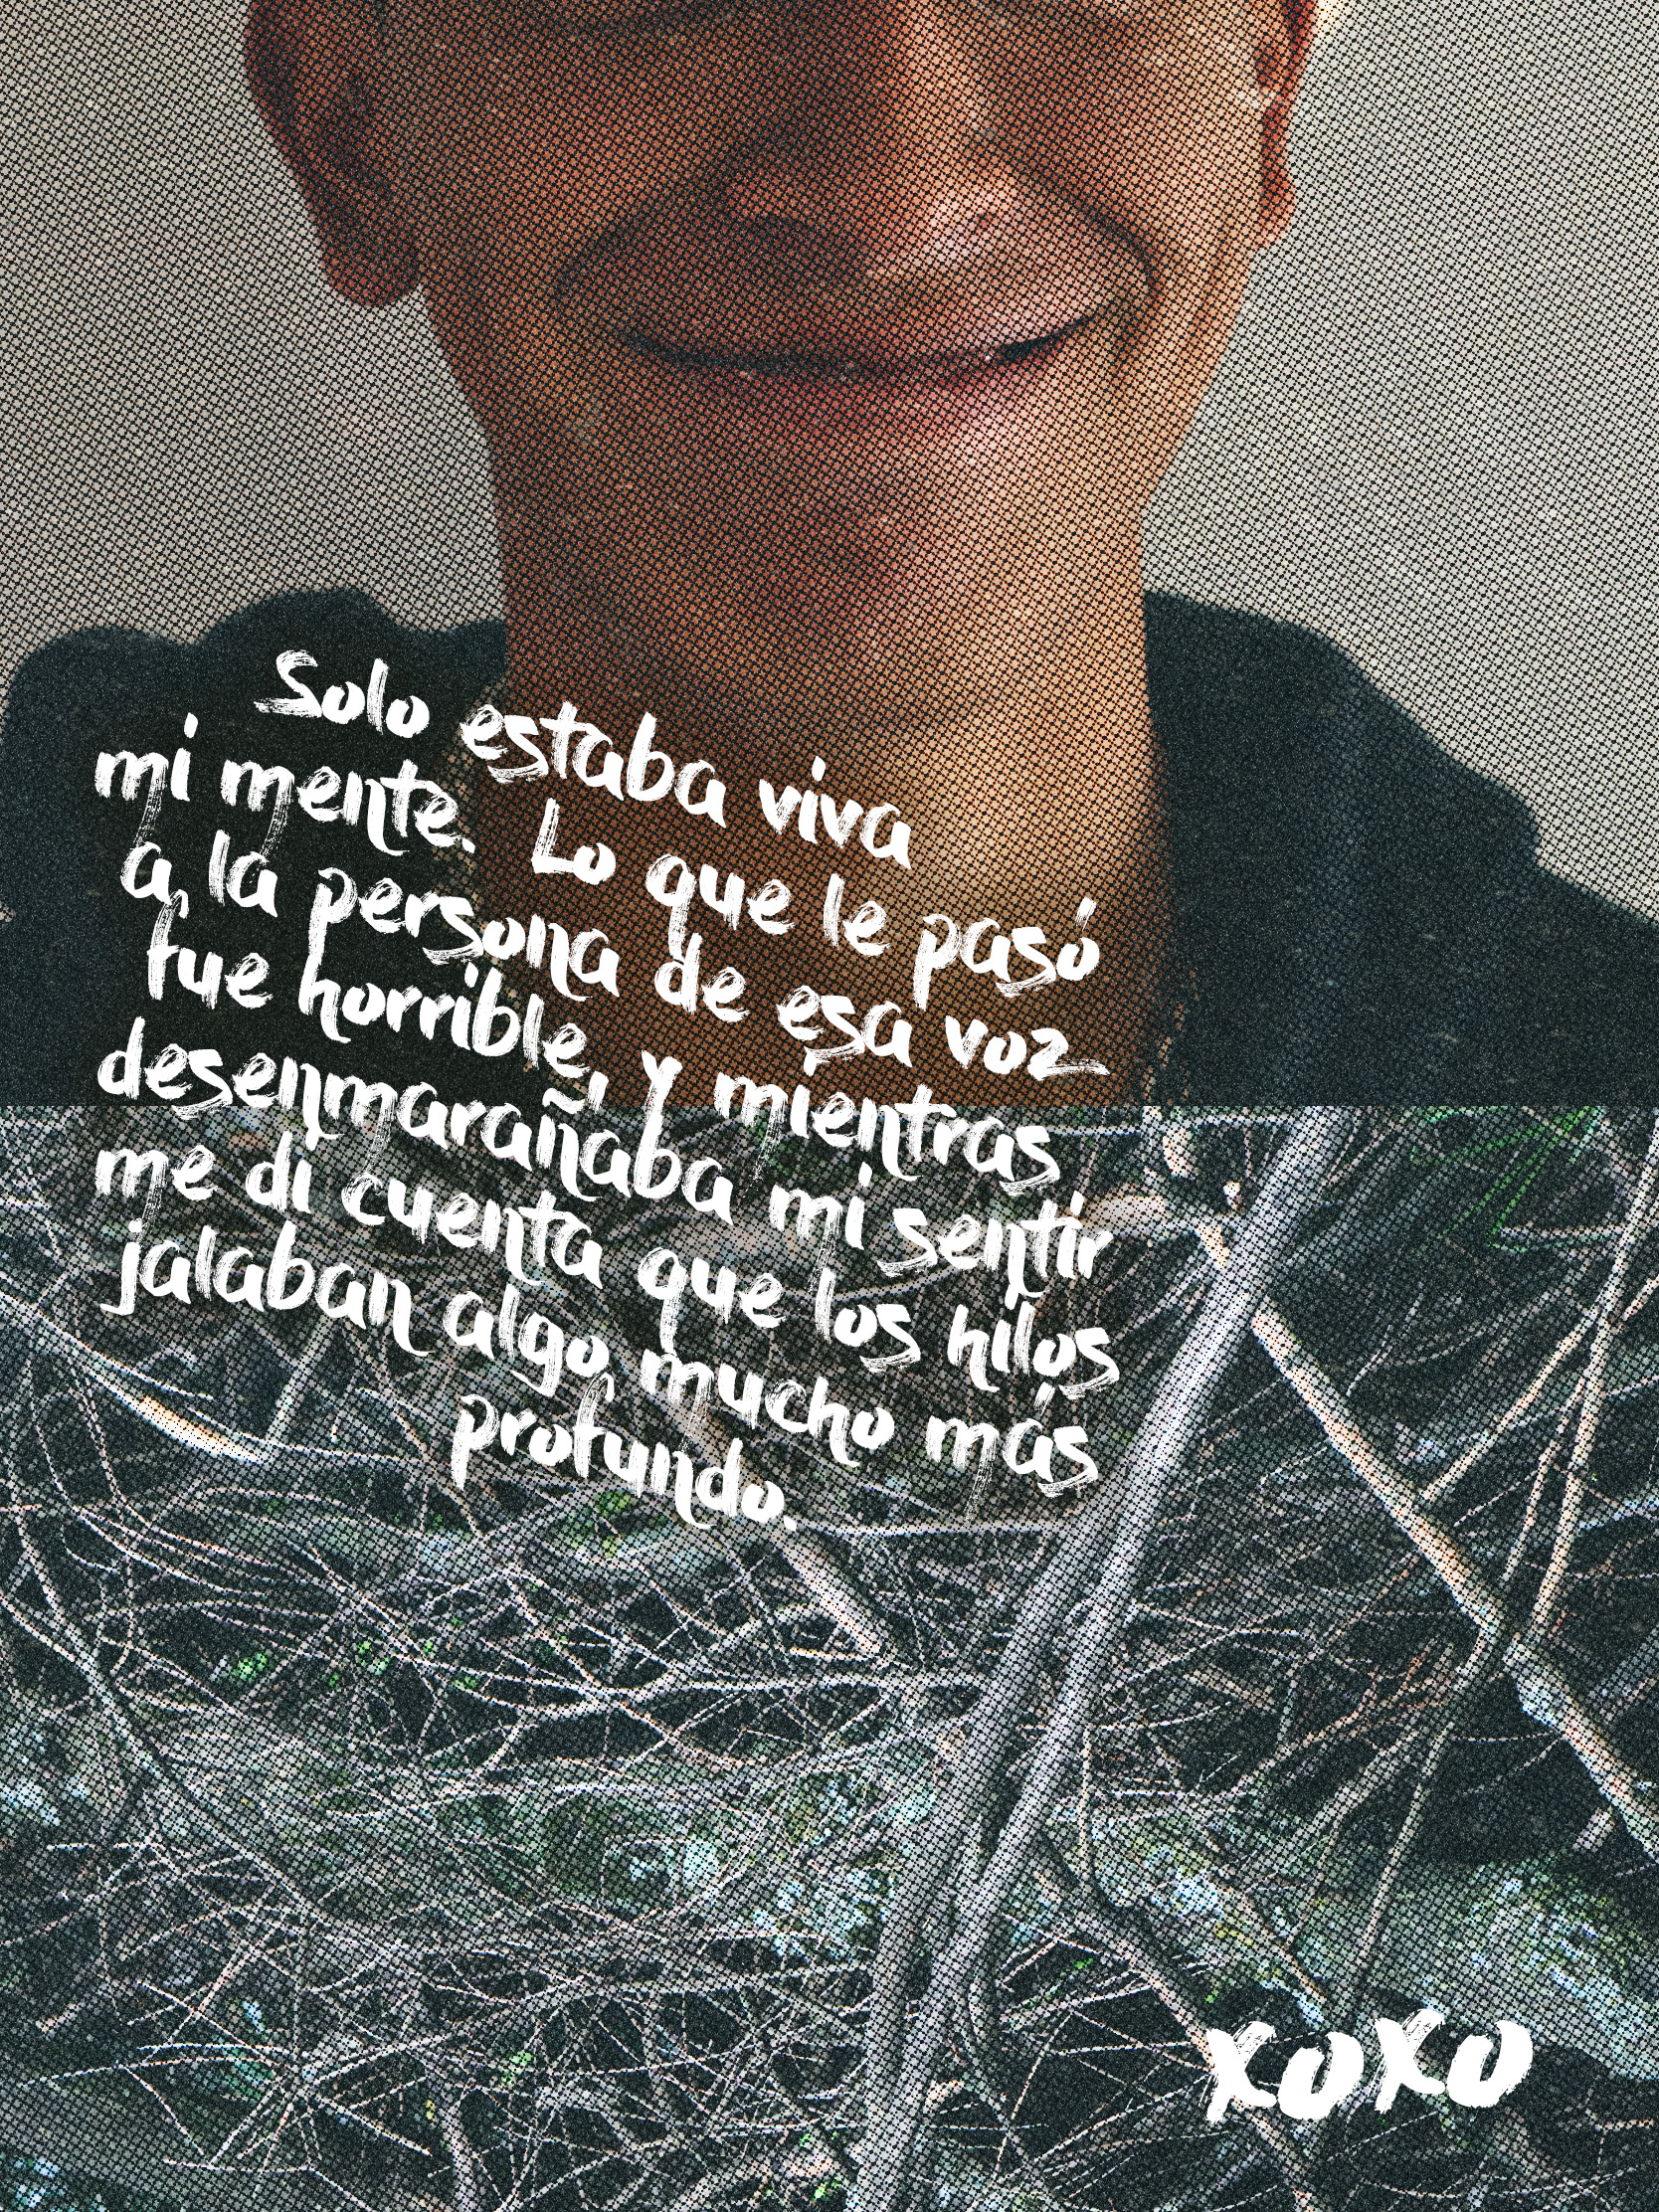 Solo estaba viva
mi mente. Lo que le pasó
a la persona de esa voz
fue horrible, y mientras
desenmarañaba mi sentir
me di cuenta que los hilos
jalaban algo mucho más
profundo.
xoxo